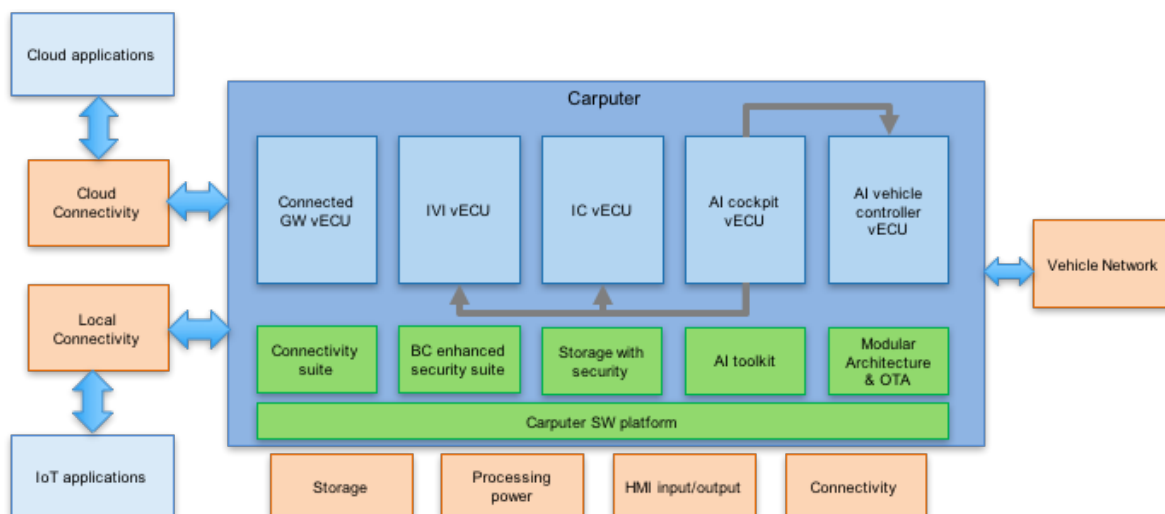 Cloud applications
Carputer
Cloud
Connectivity
Connected
GW vECU
IVI vECU
IC vECU
AI cockpit
vECU
AI vehicle
controller
vECU
Vehicle Network
Local
Connectivity
Connectivity
suite
BC enhanced
security suite
Storage with
security
AI toolkit
Modular
Architecture
& OTA
Carputer SW platform
IoT applications
Storage
Processing
power
HMI input/output
Connectivity